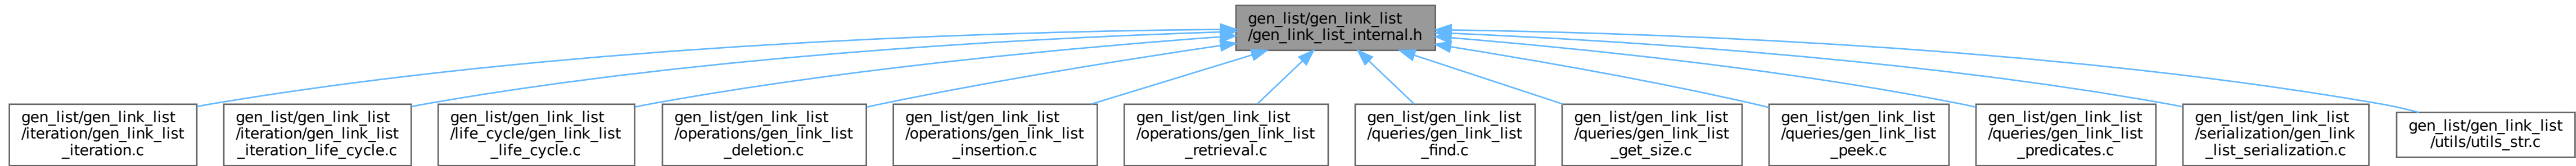 gen_list/gen_link_list
/gen_link_list_internal.h
gen_list/gen_link_list
/iteration/gen_link_list
_iteration.c
gen_list/gen_link_list
/iteration/gen_link_list
_iteration_life_cycle.c
gen_list/gen_link_list
/life_cycle/gen_link_list
_life_cycle.c
gen_list/gen_link_list
/operations/gen_link_list
_deletion.c
gen_list/gen_link_list
/operations/gen_link_list
_insertion.c
gen_list/gen_link_list
/operations/gen_link_list
_retrieval.c
gen_list/gen_link_list
/queries/gen_link_list
_find.c
gen_list/gen_link_list
/queries/gen_link_list
_get_size.c
gen_list/gen_link_list
/queries/gen_link_list
_peek.c
gen_list/gen_link_list
/queries/gen_link_list
_predicates.c
gen_list/gen_link_list
/serialization/gen_link
_list_serialization.c
gen_list/gen_link_list
/utils/utils_str.c